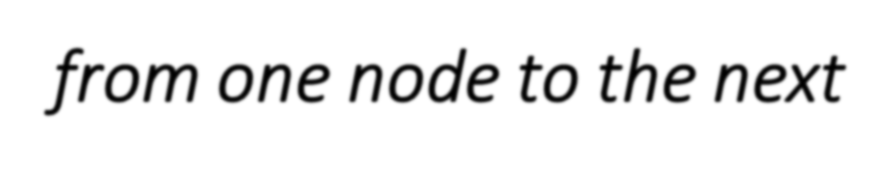 from one node to the next